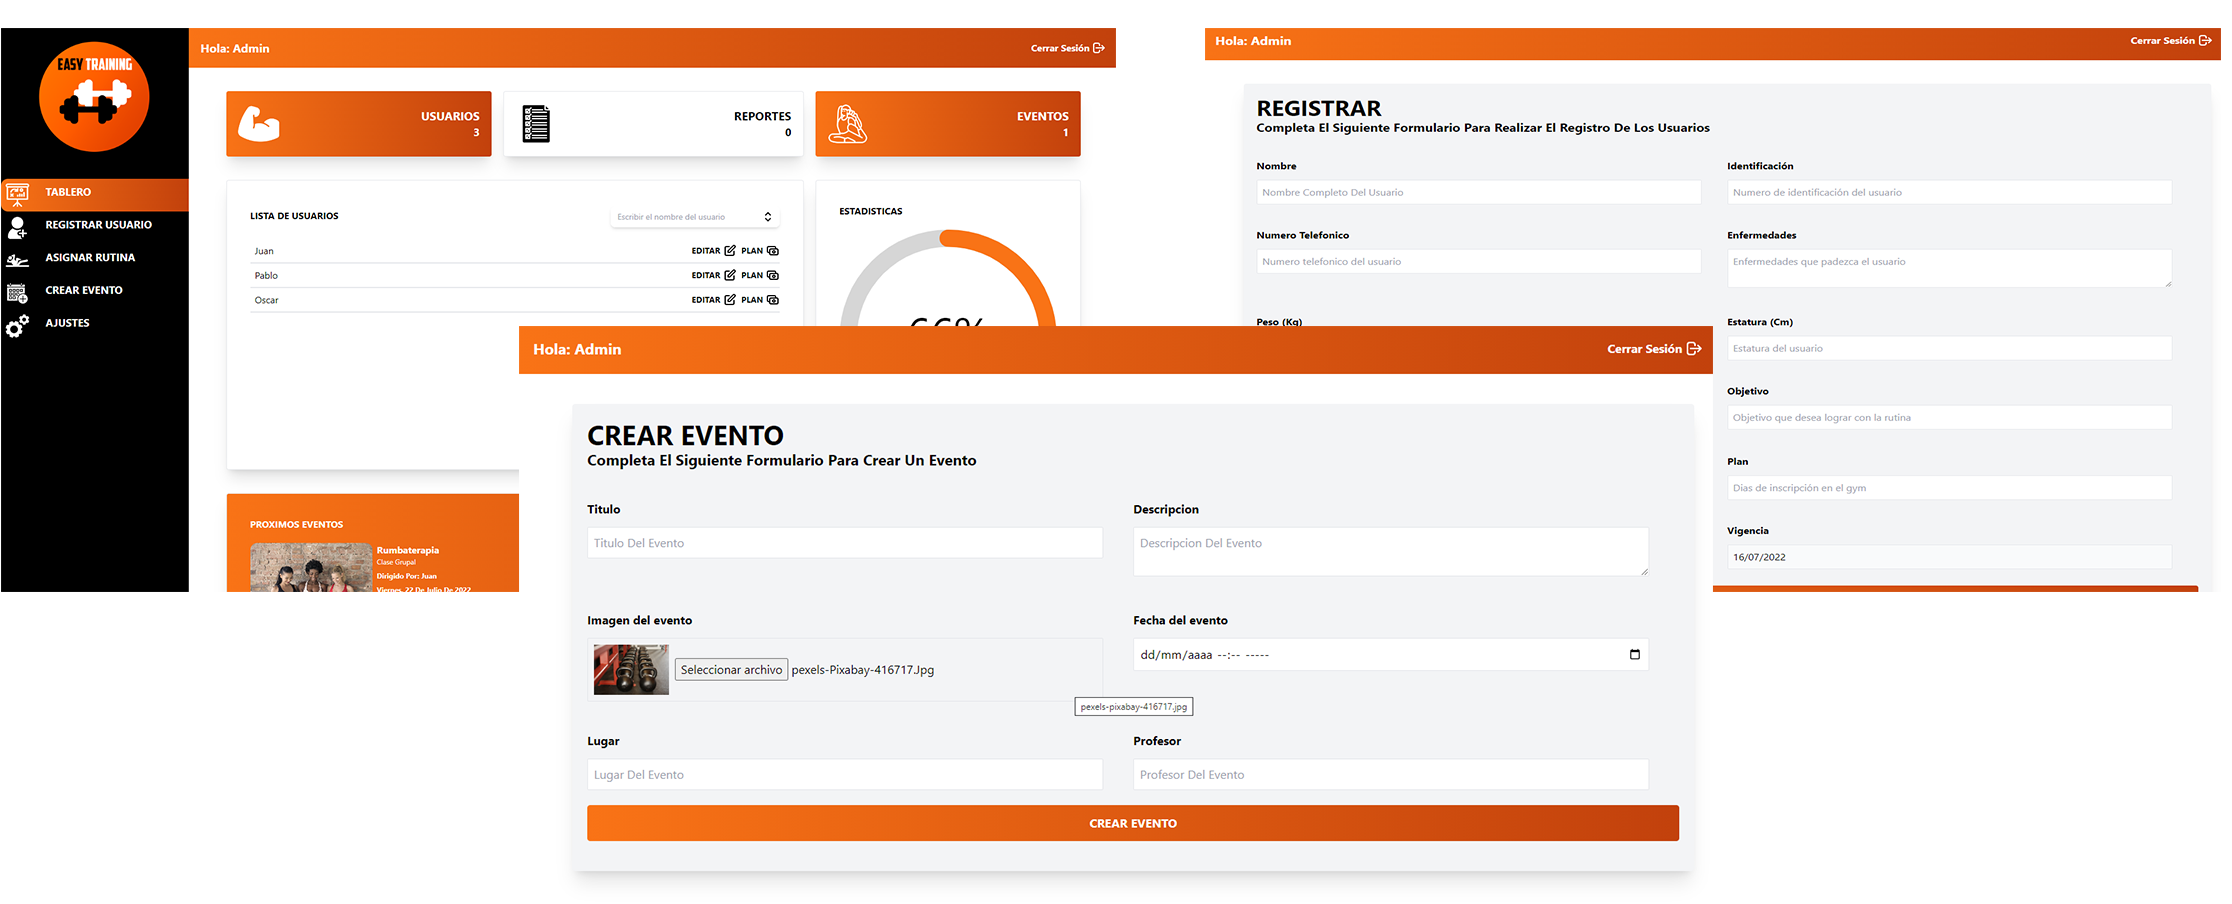 EASY TRAINING
TABLERO
REGISTRAR USUARIO
ASIGNAR RUTINA
CREAR EVENTO
AJUSTES
Hola: Admin
Cerrar Sesión
USUARIOS
3
REPORTES
0
EVENTOS
1
LISTA DE USUARIOS
Escribir el nombre del usuario
Juan EDITAR PLAN
Pablo EDITAR PLAN
Oscar EDITAR PLAN
ESTADISTICAS
66%
PROXIMOS EVENTOS
Rumbaterapia
Clase Grupal
Dirigido Por: Juan
Viernes, 22 De Julio De 2022
Hola: Admin
Cerrar Sesión
REGISTRAR
Completa El Siguiente Formulario Para Realizar El Registro De Los Usuarios
Nombre
Nombre Completo Del Usuario
Identificación
Numero de identificación del usuario
Numero Telefonico
Numero telefonico del usuario
Enfermedades
Enfermedades que padezca el usuario
Peso (Kg)
Estatura (Cm)
Estatura del usuario
Objetivo
Objetivo que desea lograr con la rutina
Plan
Dias de inscripción en el gym
Vigencia
16/07/2022
Hola: Admin
Cerrar Sesión
CREAR EVENTO
Completa El Siguiente Formulario Para Crear Un Evento
Titulo
Titulo Del Evento
Descripcion
Descripcion Del Evento
Imagen del evento
Seleccionar archivo pexels-Pixabay-416717.Jpg
Fecha del evento
dd/mm/aaaa --:-- -----
pexels-pixabay-416717.jpg
Lugar
Lugar Del Evento
Profesor
Profesor Del Evento
CREAR EVENTO